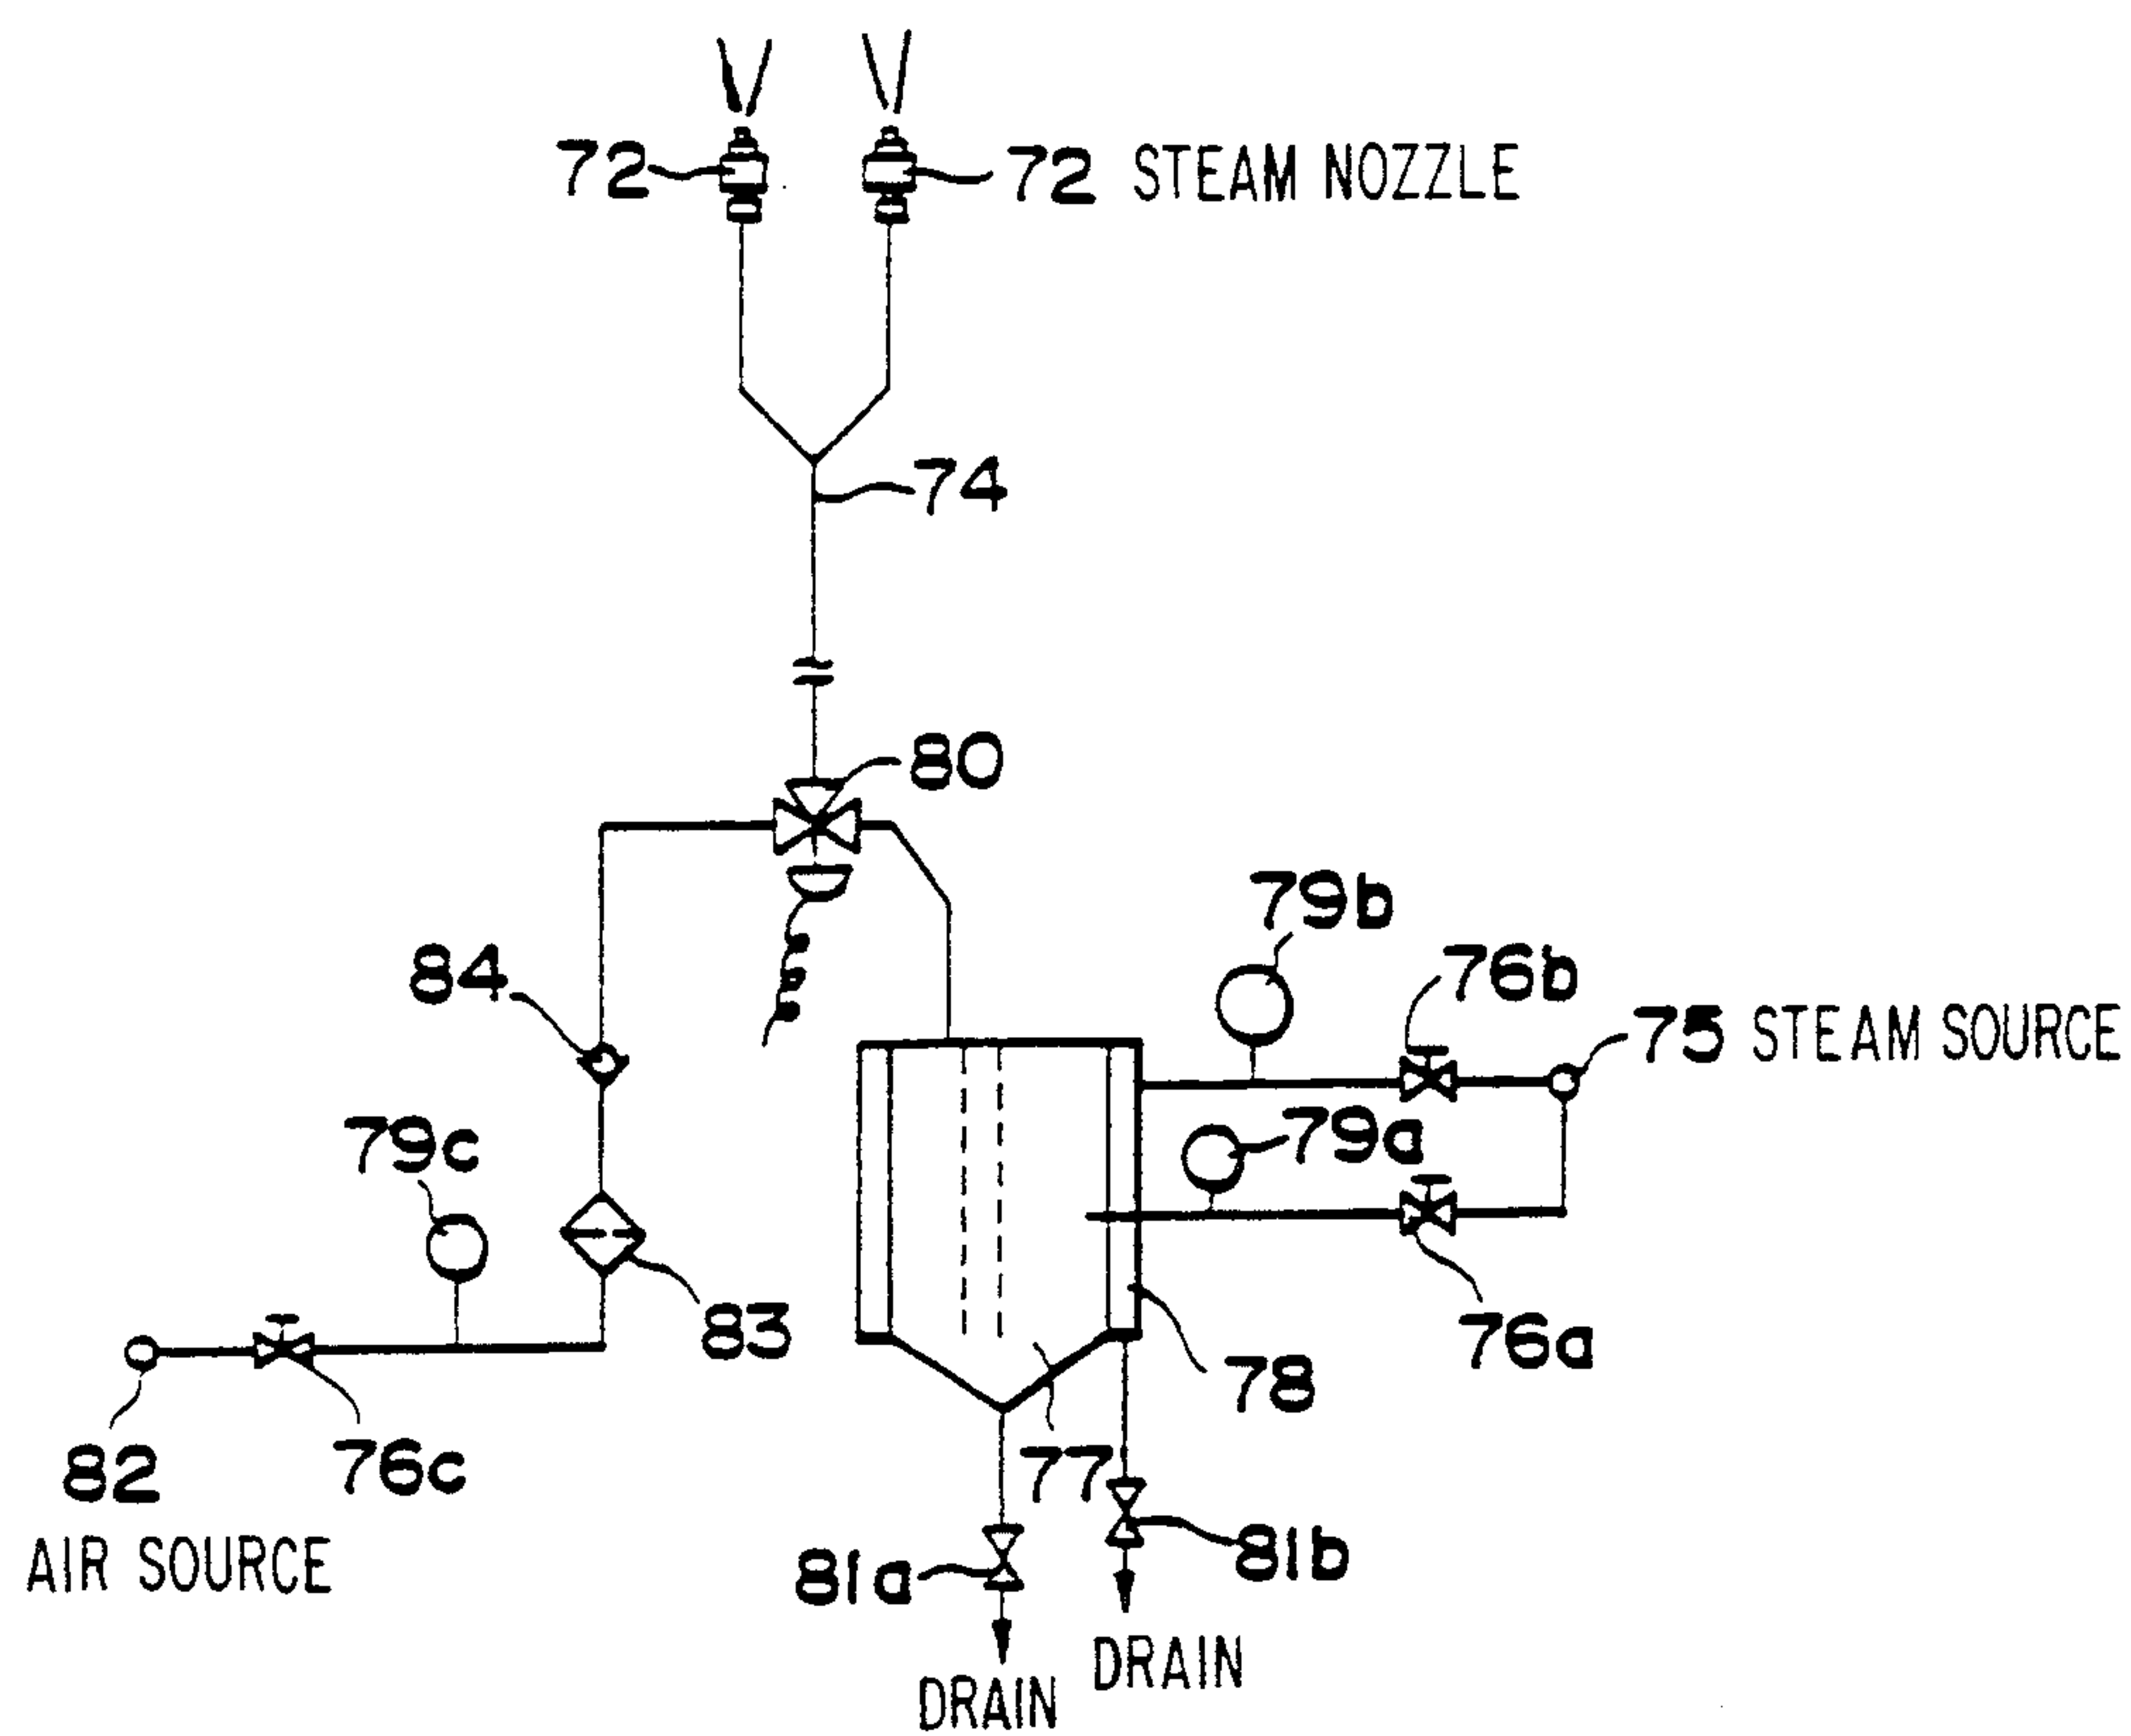 72
72 STEAM NOZZLE
74
80
79b
84
76b
75 STEAM SOURCE
79a
79c
83
76a
78
77
82
76c
81b
AIR SOURCE
81a
DRAIN
DRAIN